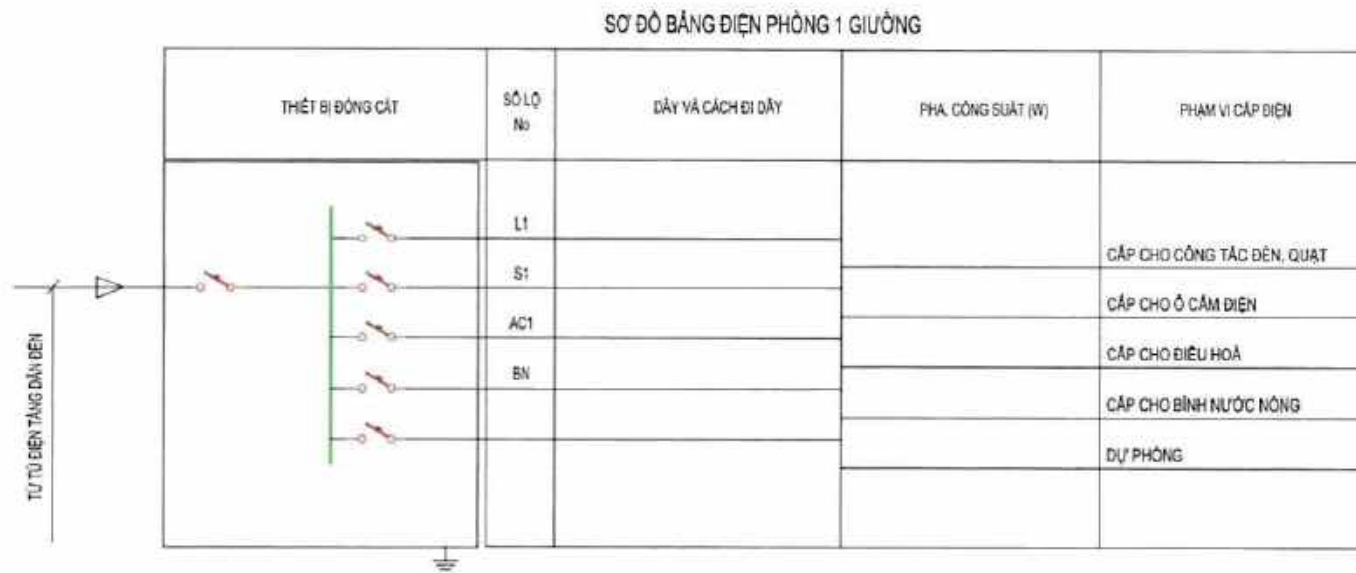 SƠ ĐỒ BẢNG ĐIỆN PHÒNG 1 GIƯỜNG
THIẾT BỊ ĐÓNG CẮT
SỐ LỘ
No
DÂY VÀ CÁCH ĐI DÂY
PHA, CÔNG SUẤT (W)
PHẠM VI CẤP ĐIỆN
L1
CẤP CHO CÔNG TẮC ĐÈN, QUẠT
S1
CẤP CHO Ổ CẮM ĐIỆN
AC1
CẤP CHO ĐIỀU HOÀ
BN
CẤP CHO BÌNH NƯỚC NÓNG
DỰ PHÒNG
TỪ TỦ ĐIỆN TẦNG DẪN ĐẾN